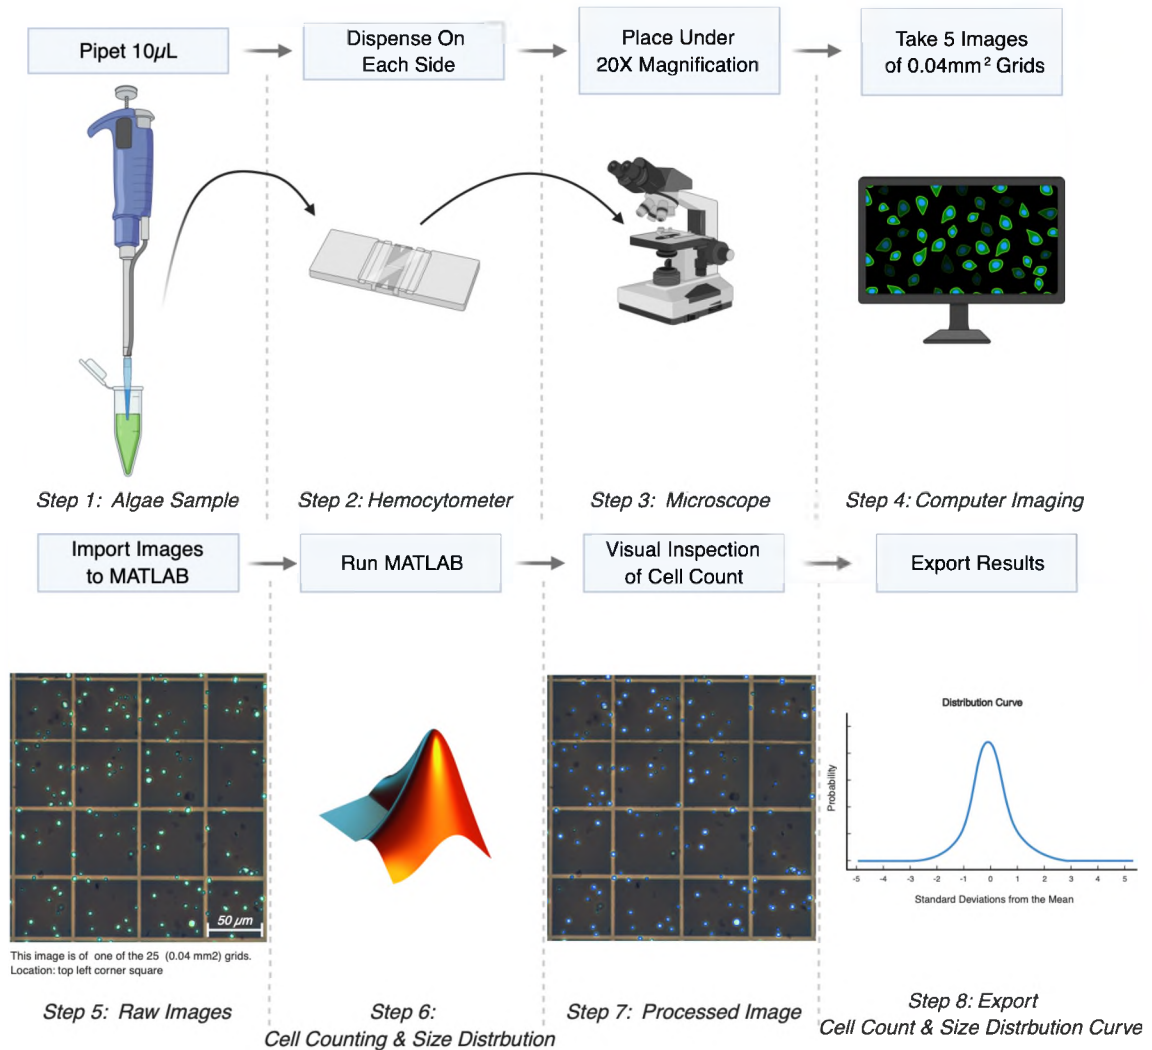 Pipet 10µL
Dispense On
Each Side
Place Under
20X Magnification
Take 5 Images
of 0.04mm² Grids
Step 1: Algae Sample
Step 2: Hemocytometer
Step 3: Microscope
Step 4: Computer Imaging
Import Images
to MATLAB
Run MATLAB
Visual Inspection
of Cell Count
Export Results
50 µm
This image is of one of the 25 (0.04 mm2) grids.
Location: top left corner square
Distribution Curve
Probability
-5 -4 -3 -2 -1 0 1 2 3 4 5
Standard Deviations from the Mean
Step 5: Raw Images
Step 6:
Cell Counting & Size Distrbution
Step 7: Processed Image
Step 8: Export
Cell Count & Size Distrbution Curve